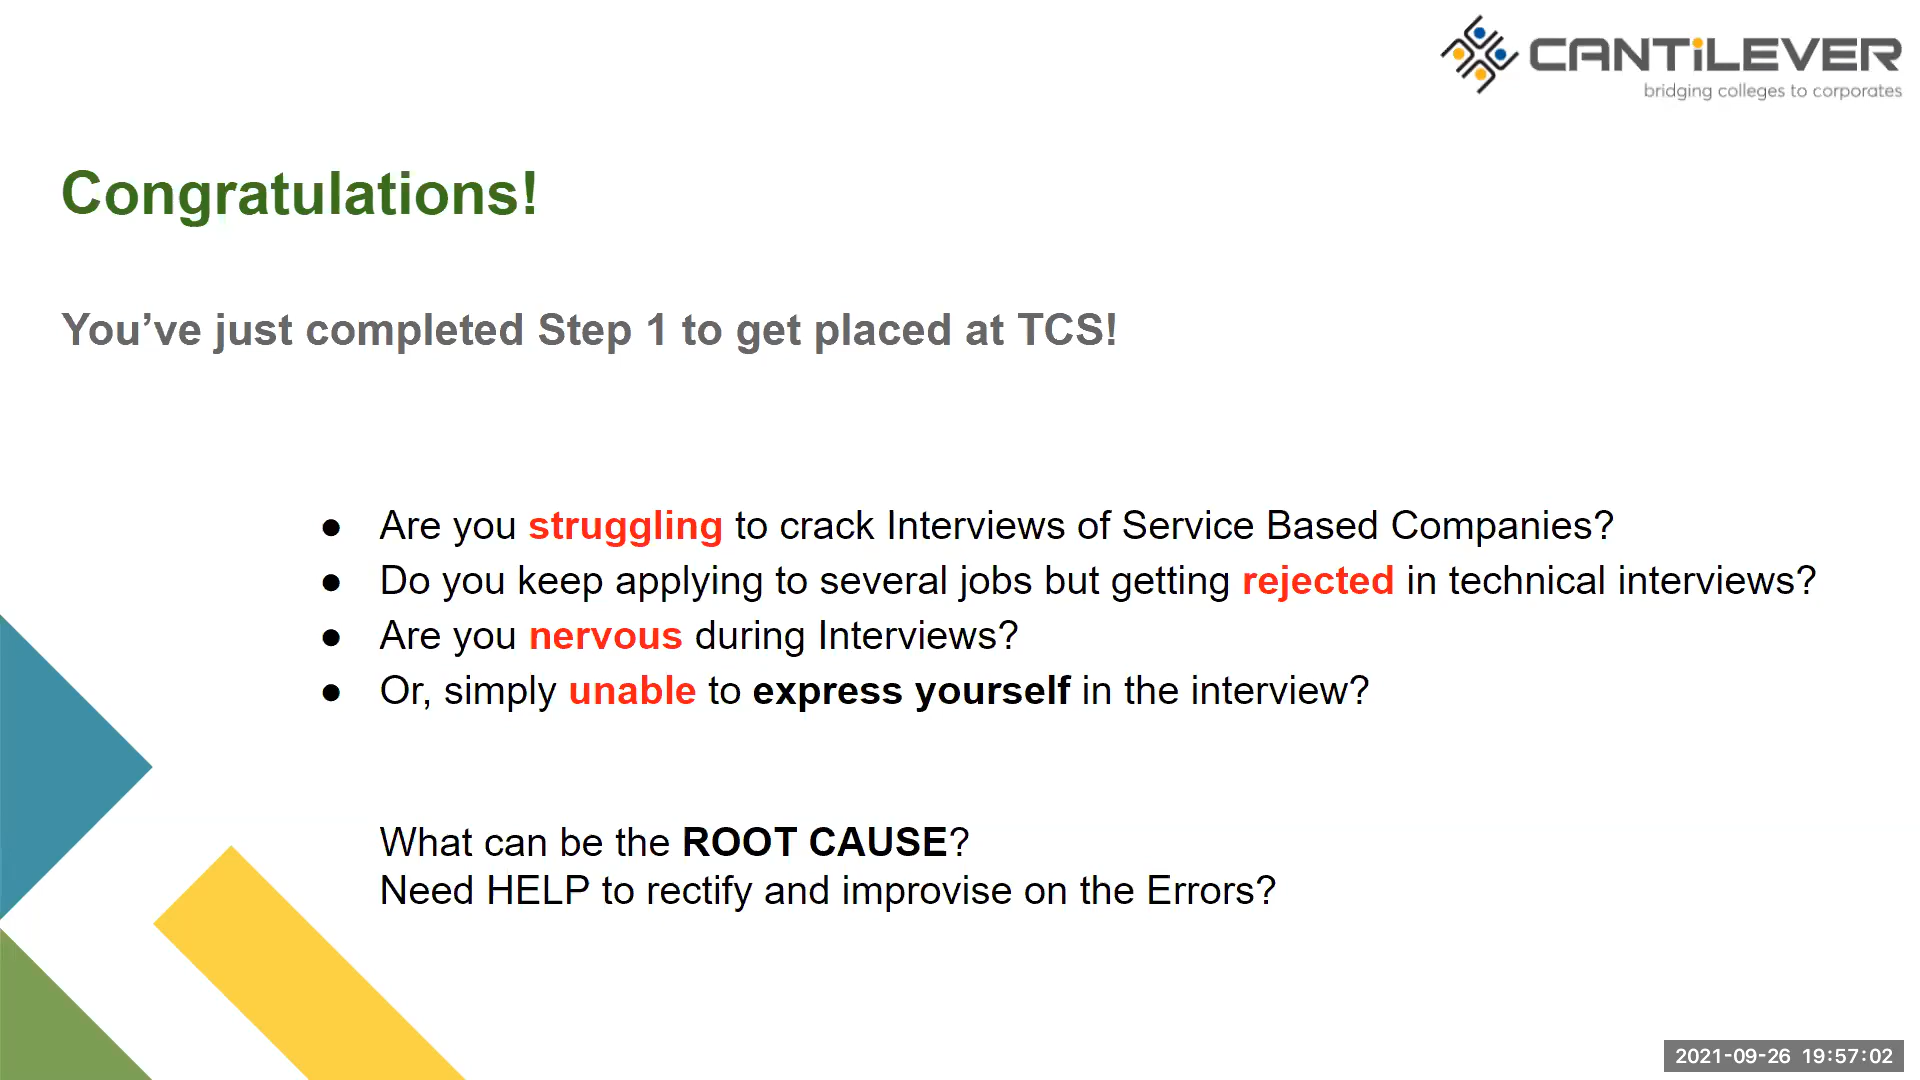 CANTiLEVER
bridging colleges to corporates
Congratulations!
You’ve just completed Step 1 to get placed at TCS!
● Are you struggling to crack Interviews of Service Based Companies?
● Do you keep applying to several jobs but getting rejected in technical interviews?
● Are you nervous during Interviews?
● Or, simply unable to express yourself in the interview?
What can be the ROOT CAUSE?
Need HELP to rectify and improvise on the Errors?
2021-09-26 19:57:02